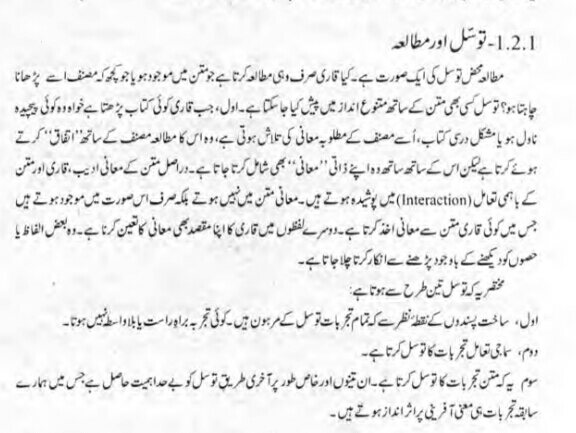 1.2.1- توسّل اور مطالعہ
مطالعہ محض توسل کی ایک صورت ہے۔ کیا قاری صرف وہی مطالعہ کرتا ہے جو متن میں موجود ہو یا جو کچھ کہ مصنف اسے پڑھانا
چاہتا ہو؟ توسل کسی بھی متن کے ساتھ متنوع انداز میں پیش کیا جا سکتا ہے۔ اول، جب قاری کوئی کتاب پڑھتا ہے خواہ وہ کوئی پیچیدہ
ناول ہو یا مشکل درسی کتاب، اُسے مصنف کے مطلوبہ معانی کی تلاش ہوتی ہے، وہ اس کا مطالعہ مصنف کے ساتھ ”اتفاق“ کرتے
ہوئے کرتا ہے لیکن اس کے ساتھ ساتھ وہ اپنے ذاتی ”معانی“ بھی شامل کرتا جاتا ہے۔ دراصل متن کے معانی ادیب، قاری اور متن
کے باہمی تعامل (Interaction) میں پوشیدہ ہوتے ہیں۔ معانی متن میں نہیں ہوتے بلکہ صرف اس صورت میں موجود ہوتے ہیں
جس میں کوئی قاری متن سے معانی اخذ کرتا ہے۔ دوسرے لفظوں میں قاری کا اپنا مقصد بھی معانی کا تعین کرنا ہے۔ وہ بعض الفاظ یا
حصوں کو دیکھنے کے باوجود پڑھنے سے انکار کرتا چلا جاتا ہے۔
مختصر یہ کہ توسل تین طرح سے ہوتا ہے:
اول، ساخت پسندوں کے نقطۂ نظر سے کہ تمام تجربات توسل کے مرہون ہیں۔ کوئی تجربہ براہِ راست یا بلاواسطہ نہیں ہوتا۔
دوم، سماجی تعامل تجربات کا توسل کرتا ہے۔
سوم یہ کہ متن تجربات کا توسل کرتا ہے۔ ان تینوں اور خاص طور پر آخری طریقِ توسل کو بے حد اہمیت حاصل ہے جس میں ہمارے
سابقہ تجربات ہی معنی آفرینی پر اثر انداز ہوتے ہیں۔